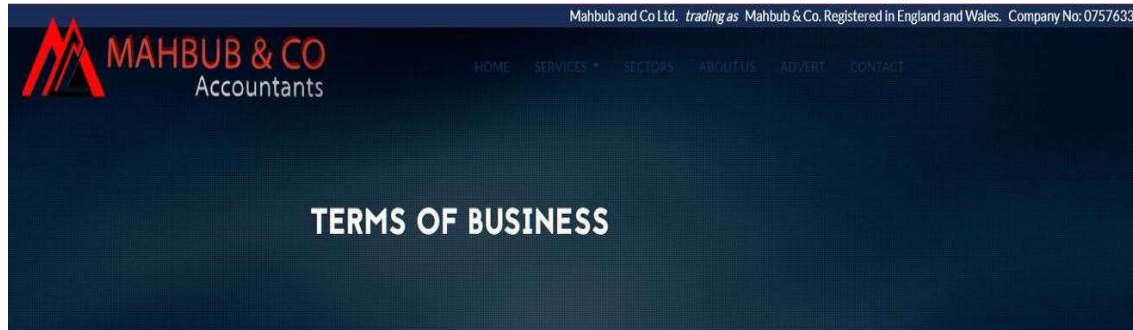 Mahbub and Co Ltd. trading as Mahbub & Co. Registered in England and Wales. Company No: 0757633
MAHBUB & CO
Accountants
HOME SERVICES SECTORS ABOUT US ADVERT CONTACT
TERMS OF BUSINESS